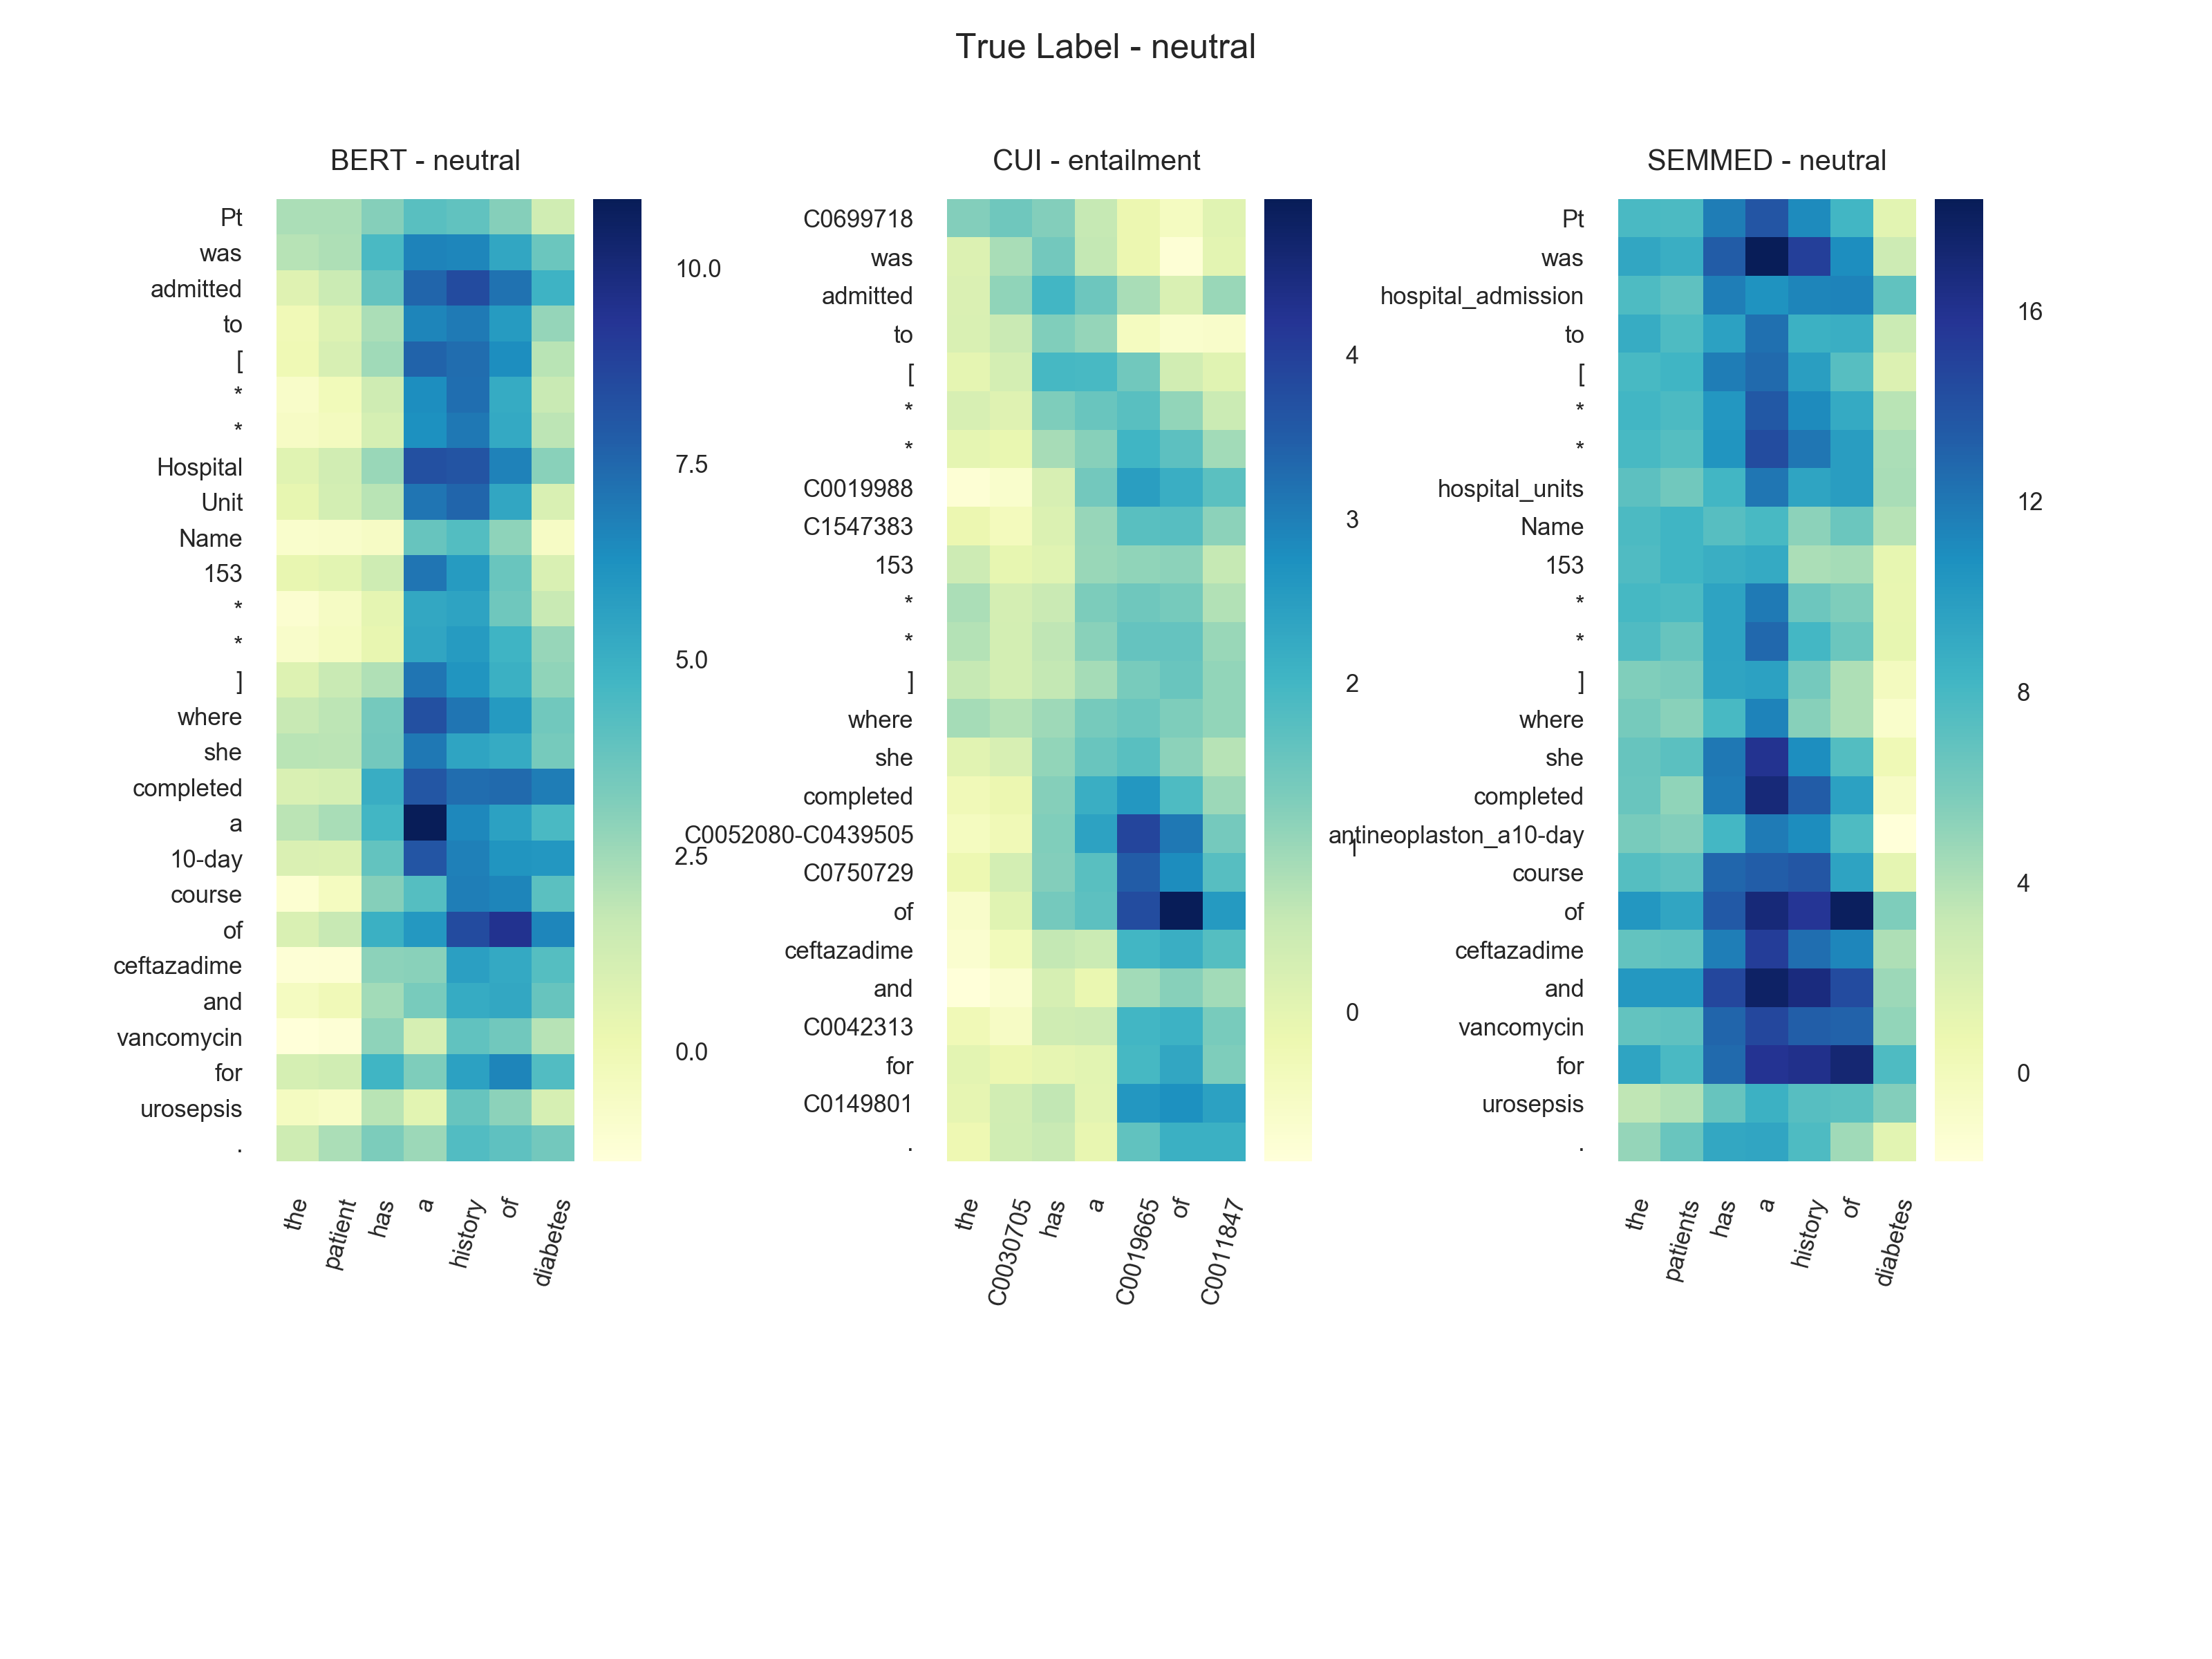 True Label - neutral
BERT - neutral
Pt
was
admitted
to
[
*
*
Hospital
Unit
Name
153
*
*
]
where
she
completed
a
10-day
course
of
ceftazadime
and
vancomycin
for
urosepsis
.
the
patient
has
a
history
of
diabetes
10.0
7.5
5.0
2.5
0.0
CUI - entailment
C0699718
was
admitted
to
[
*
*
C0019988
C1547383
153
*
*
]
where
she
completed
C0052080-C0439505
C0750729
of
ceftazadime
and
C0042313
for
C0149801
.
the
C0030705
has
a
C0019665
of
C0011847
4
3
2
1
0
SEMMED - neutral
Pt
was
hospital_admission
to
[
*
*
hospital_units
Name
153
*
*
]
where
she
completed
antineoplaston_a10-day
course
of
ceftazadime
and
vancomycin
for
urosepsis
.
the
patients
has
a
history
of
diabetes
16
12
8
4
0